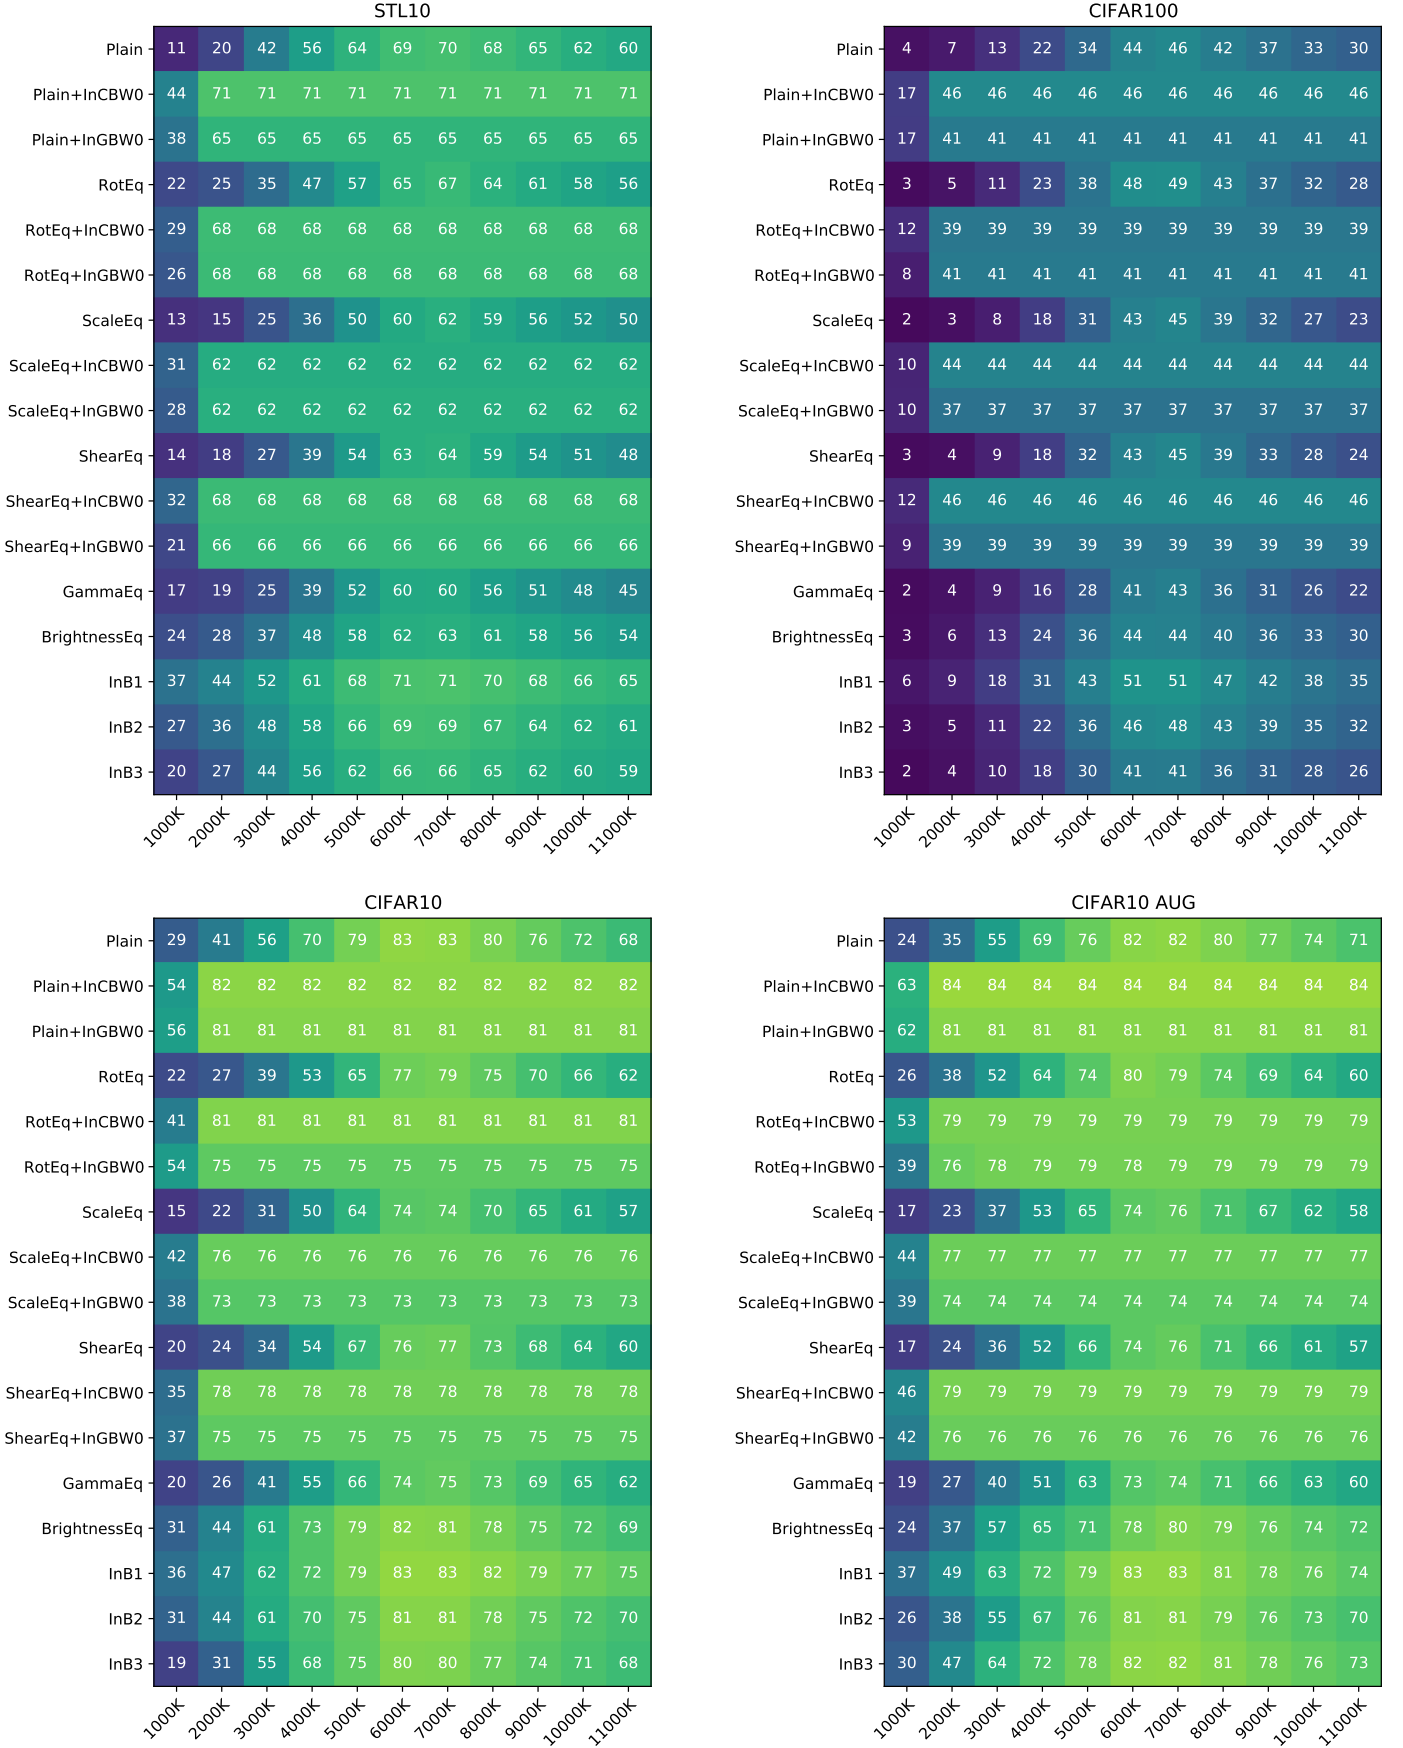 STL10
Plain 11 20 42 56 64 69 70 68 65 62 60
Plain+InCBW0 44 71 71 71 71 71 71 71 71 71 71
Plain+InGBW0 38 65 65 65 65 65 65 65 65 65 65
RotEq 22 25 35 47 57 65 67 64 61 58 56
RotEq+InCBW0 29 68 68 68 68 68 68 68 68 68 68
RotEq+InGBW0 26 68 68 68 68 68 68 68 68 68 68
ScaleEq 13 15 25 36 50 60 62 59 56 52 50
ScaleEq+InCBW0 31 62 62 62 62 62 62 62 62 62 62
ScaleEq+InGBW0 28 62 62 62 62 62 62 62 62 62 62
ShearEq 14 18 27 39 54 63 64 59 54 51 48
ShearEq+InCBW0 32 68 68 68 68 68 68 68 68 68 68
ShearEq+InGBW0 21 66 66 66 66 66 66 66 66 66 66
GammaEq 17 19 25 39 52 60 60 56 51 48 45
BrightnessEq 24 28 37 48 58 62 63 61 58 56 54
InB1 37 44 52 61 68 71 71 70 68 66 65
InB2 27 36 48 58 66 69 69 67 64 62 61
InB3 20 27 44 56 62 66 66 65 62 60 59
1000K 2000K 3000K 4000K 5000K 6000K 7000K 8000K 9000K 10000K 11000K
CIFAR100
Plain 4 7 13 22 34 44 46 42 37 33 30
Plain+InCBW0 17 46 46 46 46 46 46 46 46 46 46
Plain+InGBW0 17 41 41 41 41 41 41 41 41 41 41
RotEq 3 5 11 23 38 48 49 43 37 32 28
RotEq+InCBW0 12 39 39 39 39 39 39 39 39 39 39
RotEq+InGBW0 8 41 41 41 41 41 41 41 41 41 41
ScaleEq 2 3 8 18 31 43 45 39 32 27 23
ScaleEq+InCBW0 10 44 44 44 44 44 44 44 44 44 44
ScaleEq+InGBW0 10 37 37 37 37 37 37 37 37 37 37
ShearEq 3 4 9 18 32 43 45 39 33 28 24
ShearEq+InCBW0 12 46 46 46 46 46 46 46 46 46 46
ShearEq+InGBW0 9 39 39 39 39 39 39 39 39 39 39
GammaEq 2 4 9 16 28 41 43 36 31 26 22
BrightnessEq 3 6 13 24 36 44 44 40 36 33 30
InB1 6 9 18 31 43 51 51 47 42 38 35
InB2 3 5 11 22 36 46 48 43 39 35 32
InB3 2 4 10 18 30 41 41 36 31 28 26
1000K 2000K 3000K 4000K 5000K 6000K 7000K 8000K 9000K 10000K 11000K
CIFAR10
Plain 29 41 56 70 79 83 83 80 76 72 68
Plain+InCBW0 54 82 82 82 82 82 82 82 82 82 82
Plain+InGBW0 56 81 81 81 81 81 81 81 81 81 81
RotEq 22 27 39 53 65 77 79 75 70 66 62
RotEq+InCBW0 41 81 81 81 81 81 81 81 81 81 81
RotEq+InGBW0 54 75 75 75 75 75 75 75 75 75 75
ScaleEq 15 22 31 50 64 74 74 70 65 61 57
ScaleEq+InCBW0 42 76 76 76 76 76 76 76 76 76 76
ScaleEq+InGBW0 38 73 73 73 73 73 73 73 73 73 73
ShearEq 20 24 34 54 67 76 77 73 68 64 60
ShearEq+InCBW0 35 78 78 78 78 78 78 78 78 78 78
ShearEq+InGBW0 37 75 75 75 75 75 75 75 75 75 75
GammaEq 20 26 41 55 66 74 75 73 69 65 62
BrightnessEq 31 44 61 73 79 82 81 78 75 72 69
InB1 36 47 62 72 79 83 83 82 79 77 75
InB2 31 44 61 70 75 81 81 78 75 72 70
InB3 19 31 55 68 75 80 80 77 74 71 68
1000K 2000K 3000K 4000K 5000K 6000K 7000K 8000K 9000K 10000K 11000K
CIFAR10 AUG
Plain 24 35 55 69 76 82 82 80 77 74 71
Plain+InCBW0 63 84 84 84 84 84 84 84 84 84 84
Plain+InGBW0 62 81 81 81 81 81 81 81 81 81 81
RotEq 26 38 52 64 74 80 79 74 69 64 60
RotEq+InCBW0 53 79 79 79 79 79 79 79 79 79 79
RotEq+InGBW0 39 76 78 79 79 78 79 79 79 79 79
ScaleEq 17 23 37 53 65 74 76 71 67 62 58
ScaleEq+InCBW0 44 77 77 77 77 77 77 77 77 77 77
ScaleEq+InGBW0 39 74 74 74 74 74 74 74 74 74 74
ShearEq 17 24 36 52 66 74 76 71 66 61 57
ShearEq+InCBW0 46 79 79 79 79 79 79 79 79 79 79
ShearEq+InGBW0 42 76 76 76 76 76 76 76 76 76 76
GammaEq 19 27 40 51 63 73 74 71 66 63 60
BrightnessEq 24 37 57 65 71 78 80 79 76 74 72
InB1 37 49 63 72 79 83 83 81 78 76 74
InB2 26 38 55 67 76 81 81 79 76 73 70
InB3 30 47 64 72 78 82 82 81 78 76 73
1000K 2000K 3000K 4000K 5000K 6000K 7000K 8000K 9000K 10000K 11000K